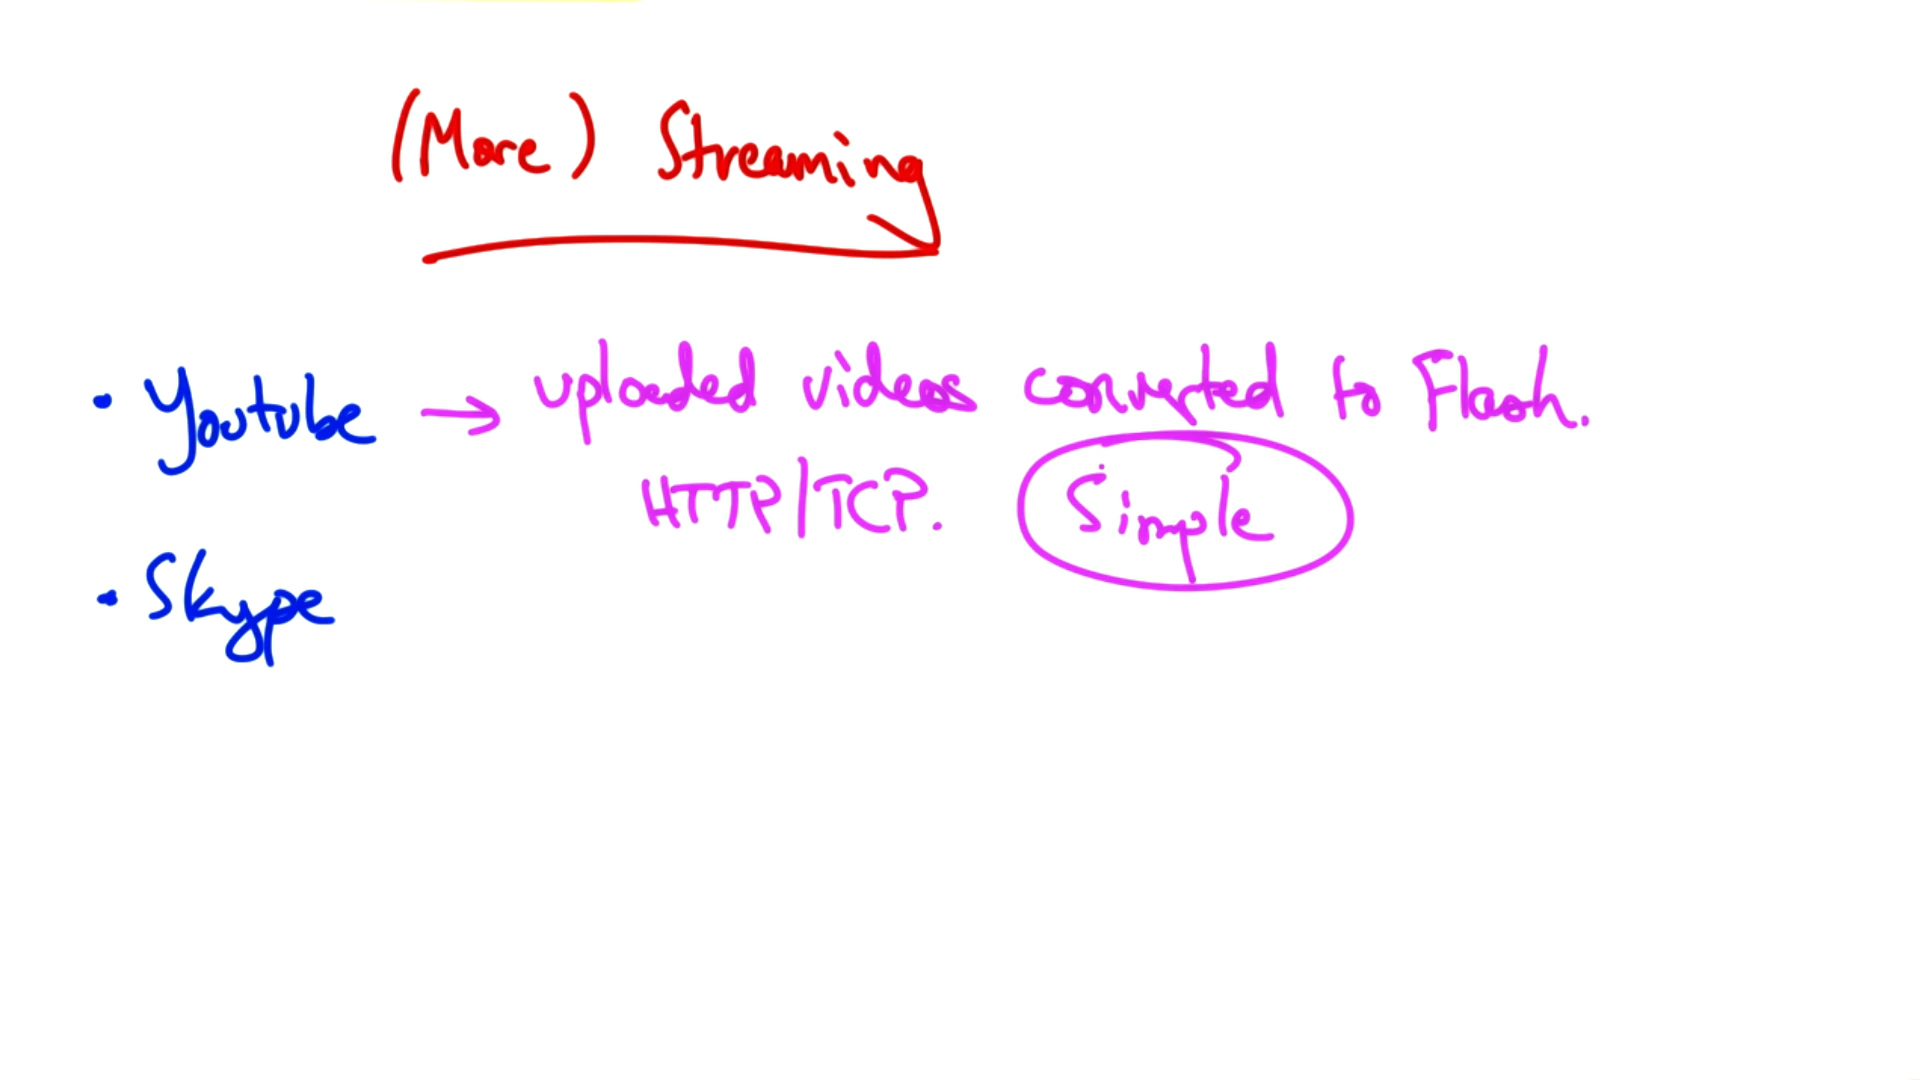 (More) Streaming
• Youtube → uploaded videos converted to Flash.
HTTP/TCP. Simple
• Skype